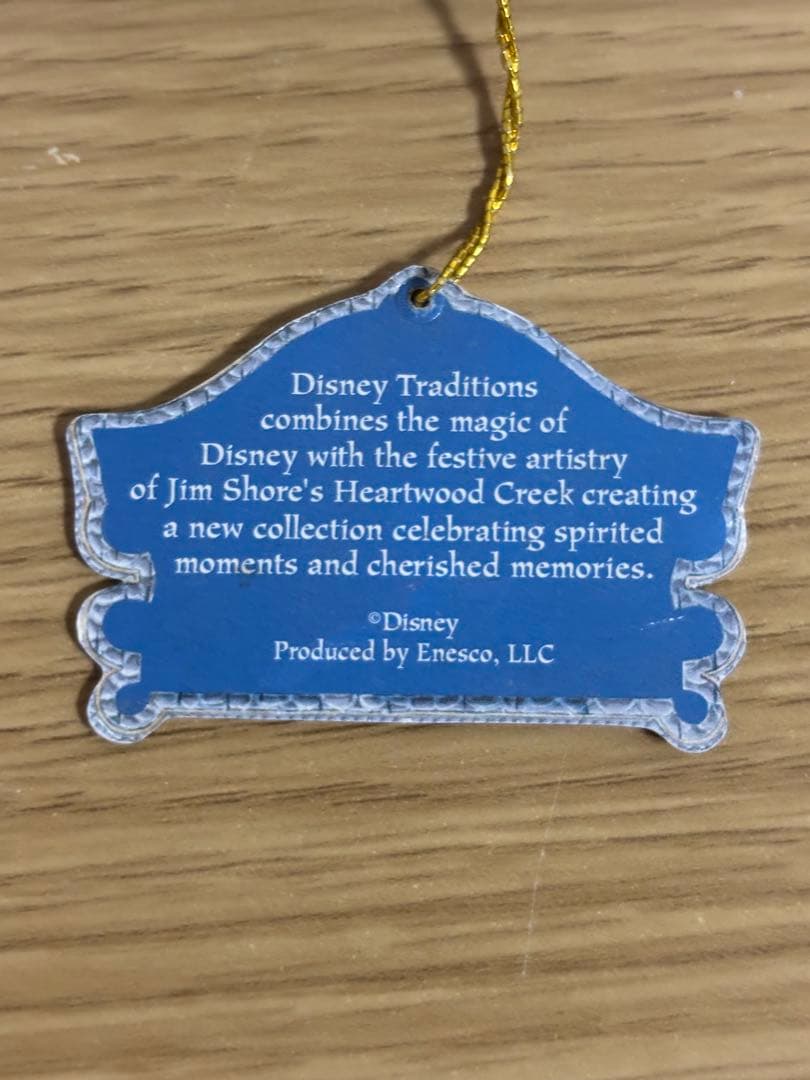 Disney Traditions
combines the magic of
Disney with the festive artistry
of Jim Shore's Heartwood Creek creating
a new collection celebrating spirited
moments and cherished memories.
©Disney
Produced by Enesco, LLC